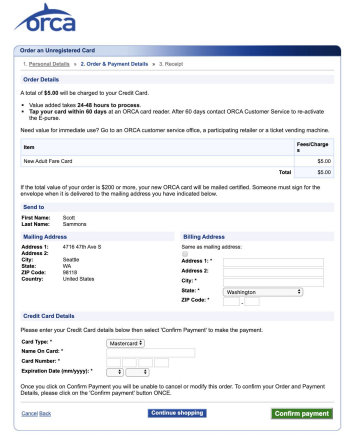 orca
Order an Unregistered Card
1. Personal Details » 2. Order & Payment Details » 3. Receipt
Order Details
A total of $5.00 will be charged to your Credit Card.
• Value added takes 24-48 hours to process.
• Tap your card within 60 days at an ORCA card reader. After 60 days contact ORCA Customer Service to re-activate
the E-purse.
Need value for immediate use? Go to an ORCA customer service office, a participating retailer or a ticket vending machine.
Item Fees/Charge
s
New Adult Fare Card $5.00
Total $5.00
If the total value of your order is $200 or more, your new ORCA card will be mailed certified. Someone must sign for the
envelope when it is delivered to the mailing address you have indicated below.
Send to
First Name: Scott
Last Name: Sammons
Mailing Address Billing Address
Address 1: 4716 47th Ave S Same as mailing address:
Address 2:
City: Seattle Address 1: *
State: WA
ZIP Code: 98118 Address 2:
Country: United States City: *
State: * Washington
ZIP Code: * -
Credit Card Details
Please enter your Credit Card details below then select 'Confirm Payment' to make the payment.
Card Type: * Mastercard
Name On Card: *
Card Number: *
Expiration Date (mm/yyyy): *
Once you click on Confirm Payment you will be unable to cancel or modify this order. To confirm your Order and Payment
Details, please click on the 'Confirm payment' button ONCE.
Cancel Back Continue shopping Confirm payment